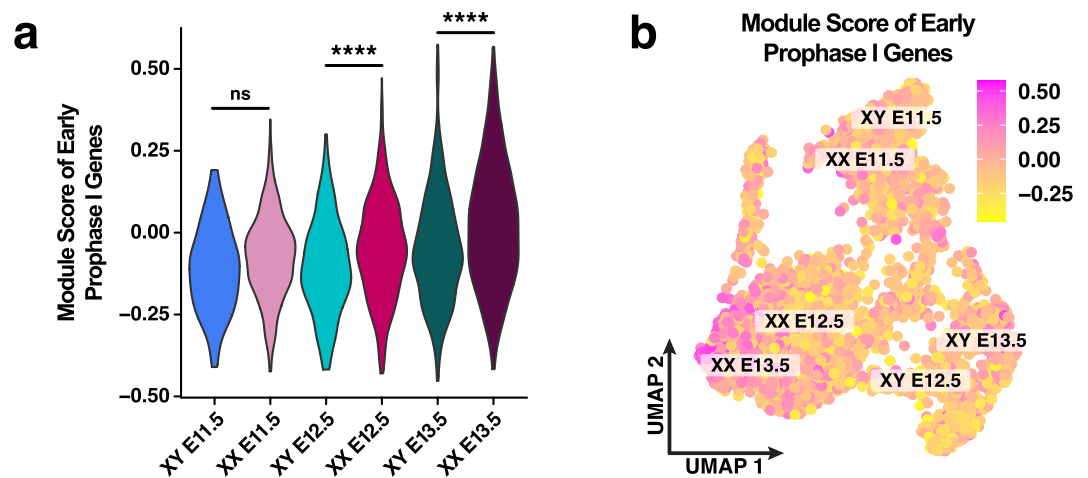 a
Module Score of Early
Prophase I Genes
0.50
0.25
0.00
−0.25
−0.50
ns
****
****
XY E11.5
XX E11.5
XY E12.5
XX E12.5
XY E13.5
XX E13.5
b
Module Score of Early
Prophase I Genes
XY E11.5
XX E11.5
XX E12.5
XY E13.5
XX E13.5
XY E12.5
0.50
0.25
0.00
−0.25
UMAP 2
UMAP 1